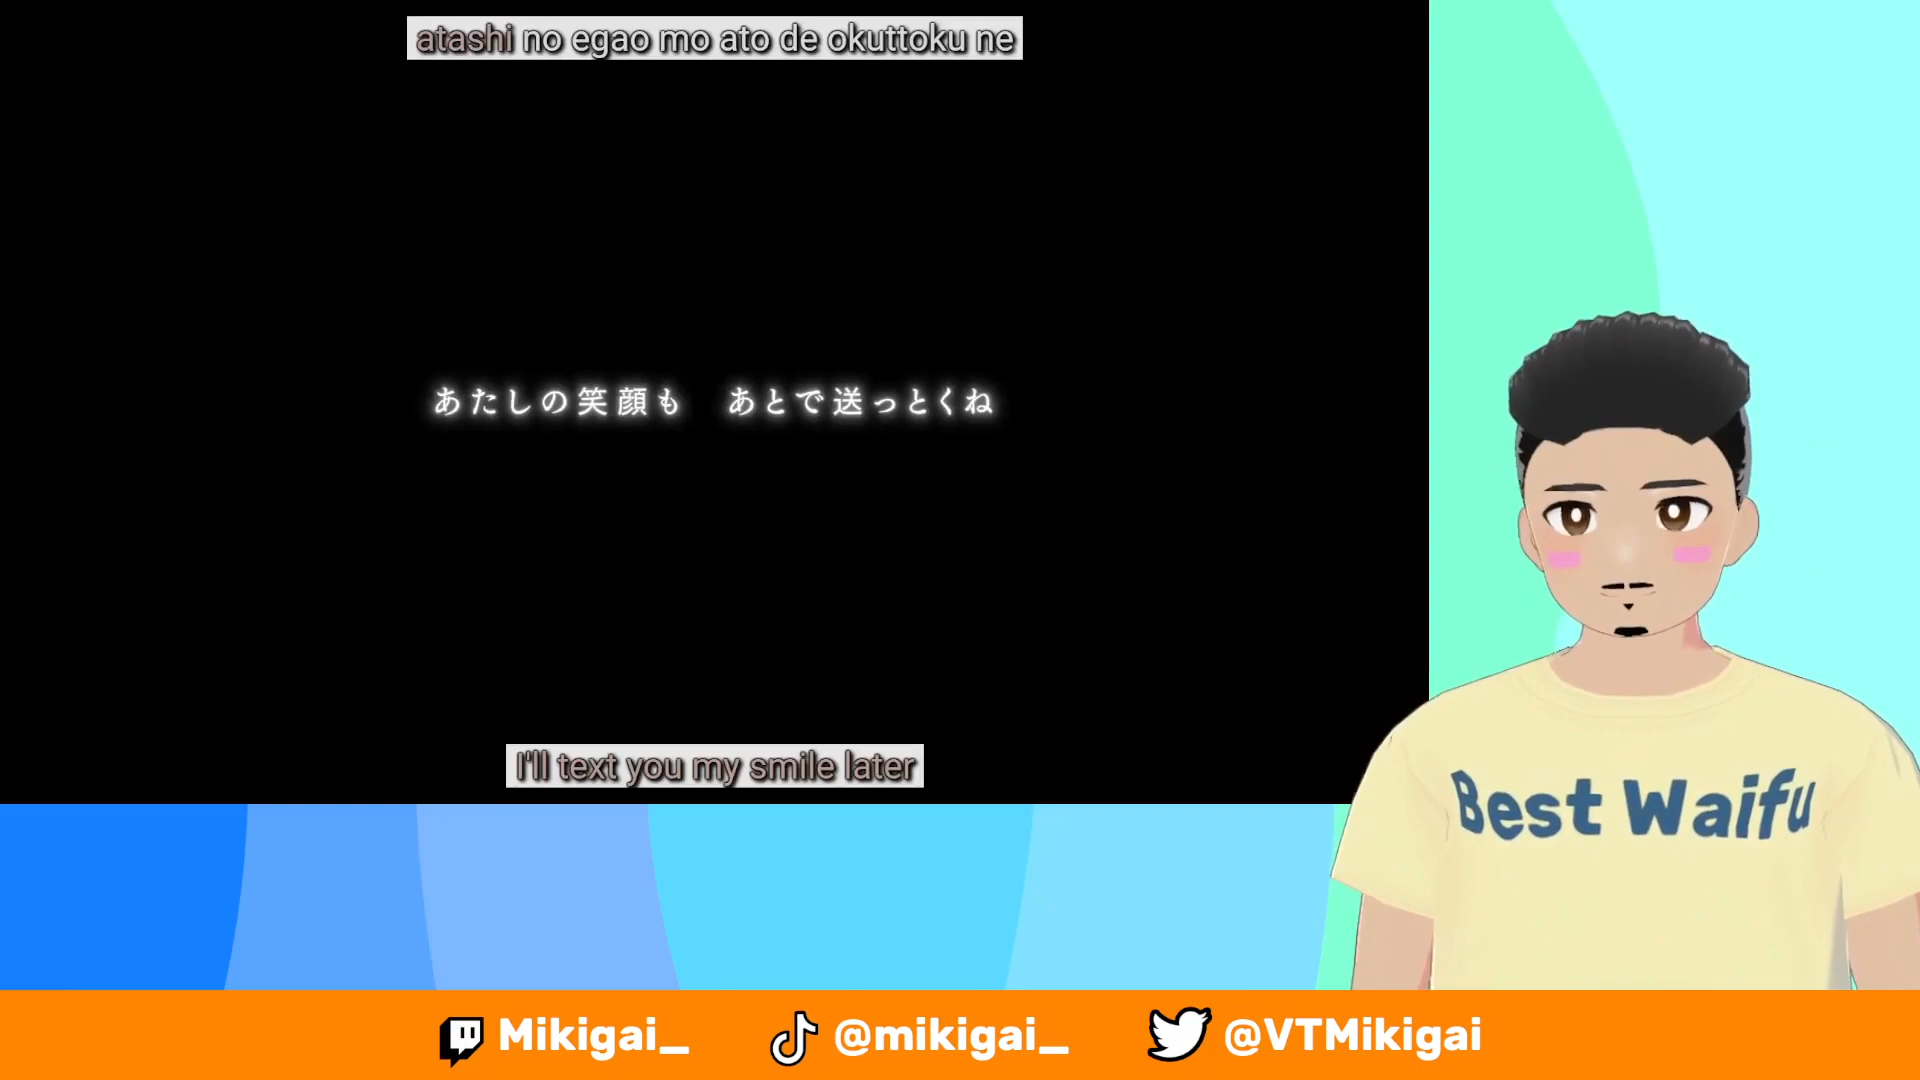 atashi no egao mo ato de okuttoku ne
あたしの笑顔も　あとで送っとくね
I'll text you my smile later
Best Waifu
Mikigai_
@mikigai_
@VTMikigai